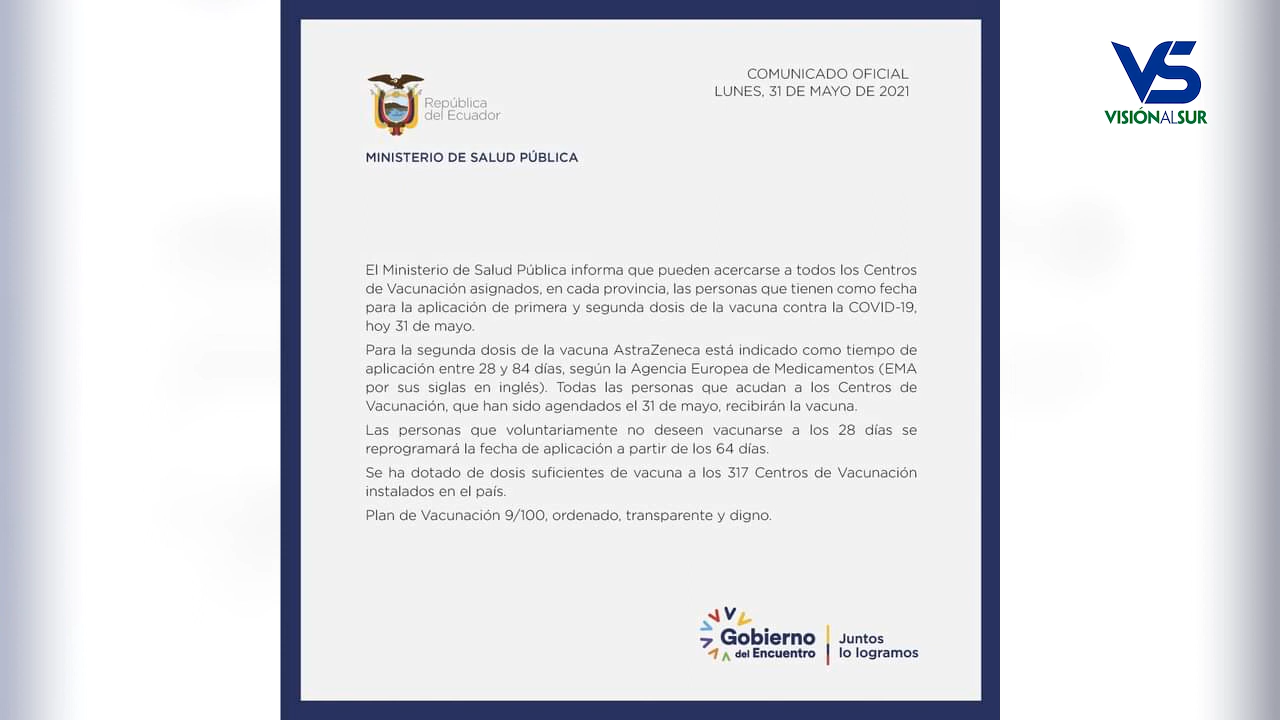 COMUNICADO OFICIAL
LUNES, 31 DE MAYO DE 2021
VS
VISIÓNALSUR
República
del Ecuador
MINISTERIO DE SALUD PÚBLICA
El Ministerio de Salud Pública informa que pueden acercarse a todos los Centros
de Vacunación asignados, en cada provincia, las personas que tienen como fecha
para la aplicación de primera y segunda dosis de la vacuna contra la COVID-19,
hoy 31 de mayo.
Para la segunda dosis de la vacuna AstraZeneca está indicado como tiempo de
aplicación entre 28 y 84 días, según la Agencia Europea de Medicamentos (EMA
por sus siglas en inglés). Todas las personas que acudan a los Centros de
Vacunación, que han sido agendados el 31 de mayo, recibirán la vacuna.
Las personas que voluntariamente no deseen vacunarse a los 28 días se
reprogramará la fecha de aplicación a partir de los 64 días.
Se ha dotado de dosis suficientes de vacuna a los 317 Centros de Vacunación
instalados en el país.
Plan de Vacunación 9/100, ordenado, transparente y digno.
Gobierno
del Encuentro
Juntos
lo logramos